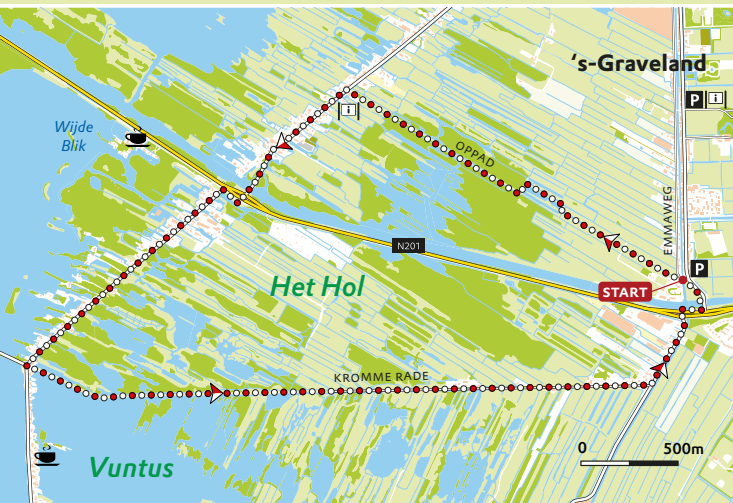 's-Graveland
P i
i
Wijde
Blik
OPPAD
EMMAWEG
N201
P
Het Hol
START
KROMME RADE
Vuntus
0 500m